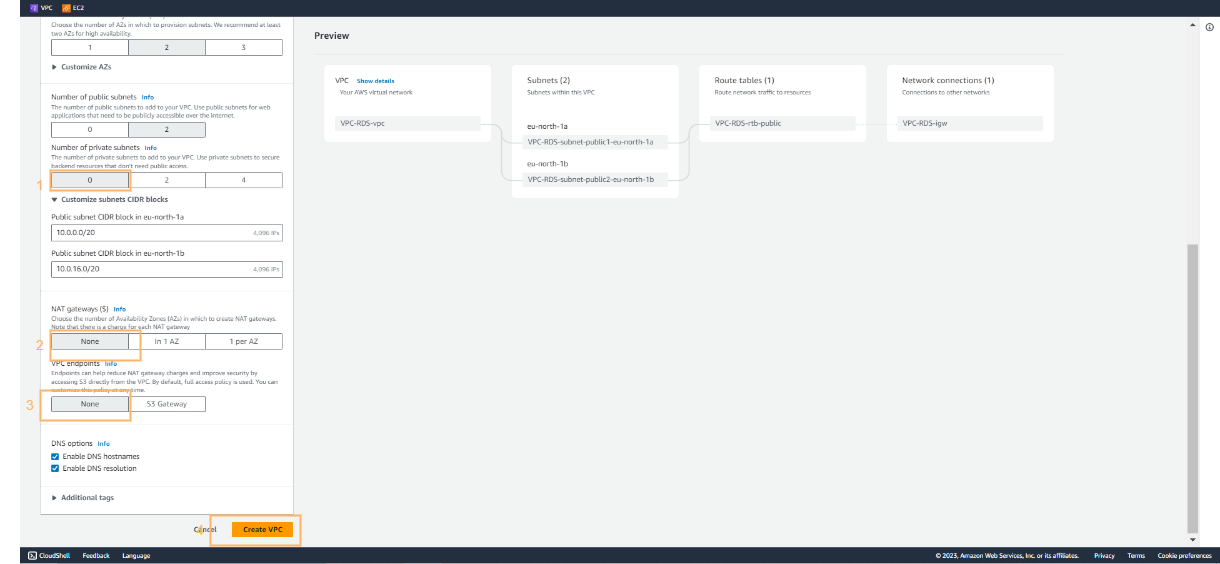 VPC EC2
Choose the number of AZs in which to provision subnets. We recommend at least
two AZs for high availability.
1 2 3
Customize AZs
Number of public subnets Info
The number of public subnets to add to your VPC. Use public subnets for web
applications that need to be publicly accessible over the internet.
0 2
Number of private subnets Info
The number of private subnets to add to your VPC. Use private subnets to secure
backend resources that don't need public access.
1
0 2 4
Customize subnets CIDR blocks
Public subnet CIDR block in eu-north-1a
10.0.0.0/20 4,096 IPs
Public subnet CIDR block in eu-north-1b
10.0.16.0/20 4,096 IPs
NAT gateways ($) Info
Choose the number of Availability Zones (AZs) in which to create NAT gateways.
Note that there is a charge for each NAT gateway
2
None In 1 AZ 1 per AZ
VPC endpoints Info
Endpoints can help reduce NAT gateway charges and improve security by
accessing S3 directly from the VPC. By default, full access policy is used. You can
customize this policy at any time.
3
None S3 Gateway
DNS options Info
Enable DNS hostnames
Enable DNS resolution
Additional tags
Cancel
4
Create VPC
Preview
VPC Show details
Your AWS virtual network
VPC-RDS-vpc
Subnets (2)
Subnets within this VPC
eu-north-1a
VPC-RDS-subnet-public1-eu-north-1a
eu-north-1b
VPC-RDS-subnet-public2-eu-north-1b
Route tables (1)
Route network traffic to resources
VPC-RDS-rtb-public
Network connections (1)
Connections to other networks
VPC-RDS-igw
CloudShell Feedback Language
© 2023, Amazon Web Services, Inc. or its affiliates. Privacy Terms Cookie preferences